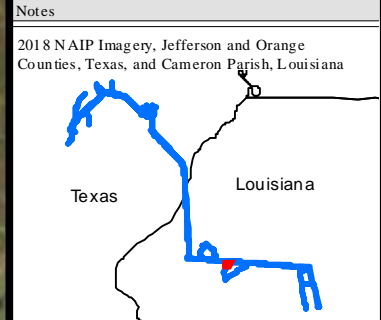 Notes
2018 NAIP Imagery, Jefferson and Orange
Counties, Texas, and Cameron Parish, Louisiana
Louisiana
Texas